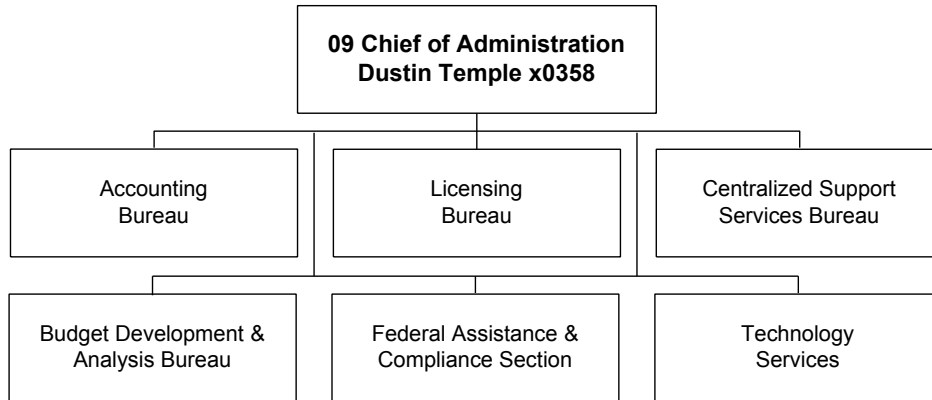 09 Chief of Administration
Dustin Temple x0358
Accounting
Bureau
Licensing
Bureau
Centralized Support
Services Bureau
Budget Development &
Analysis Bureau
Federal Assistance &
Compliance Section
Technology
Services